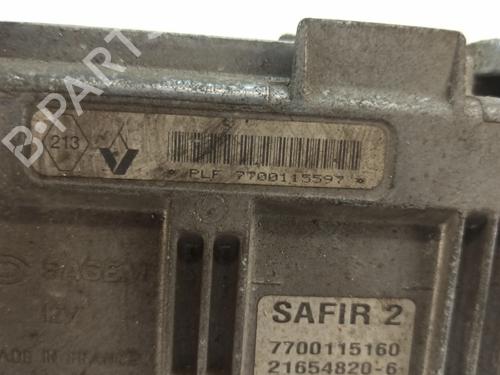 B-PARTS
213
* PLF 7700115597 *
SAGEM
12V
SAFIR 2
7700115160
MADE IN FRANCE
21654820-6